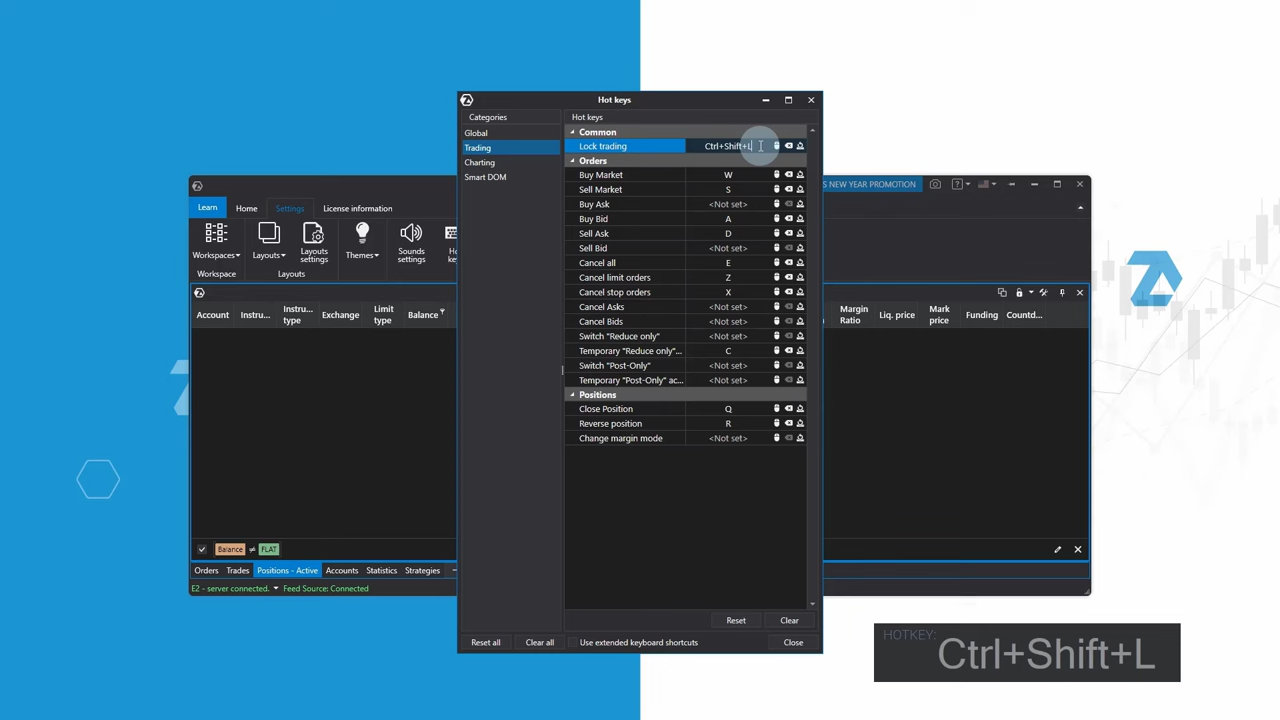 Hot keys
Categories
Global
Trading
Charting
Smart DOM
Hot keys
Common
Lock trading Ctrl+Shift+L
Orders
Buy Market W
Sell Market S
Buy Ask <Not set>
Buy Bid A
Sell Ask D
Sell Bid <Not set>
Cancel all E
Cancel limit orders Z
Cancel stop orders X
Cancel Asks <Not set>
Cancel Bids <Not set>
Switch "Reduce only" <Not set>
Temporary "Reduce only"... C
Switch "Post-Only" <Not set>
Temporary "Post-Only" ac... <Not set>
Positions
Close Position Q
Reverse position R
Change margin mode <Not set>
Reset Clear
Reset all Clear all Use extended keyboard shortcuts Close
S NEW YEAR PROMOTION
Learn Home Settings License information
Workspaces Layouts Layouts settings Themes Sounds settings
Workspace Layouts
Account Instru... Instru... type Exchange Limit type Balance
Margin Ratio Liq. price Mark price Funding Countd...
Balance ≠ FLAT
Orders Trades Positions - Active Accounts Statistics Strategies
E2 - server connected. Feed Source: Connected
HOTKEY:
Ctrl+Shift+L